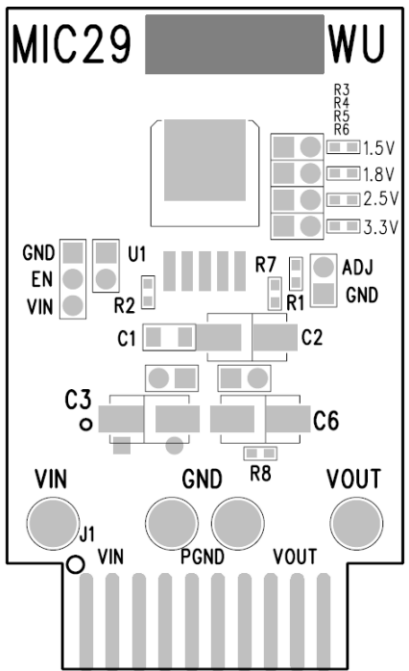 MIC29 WU
R3
R4
R5
R6
1.5V
1.8V
2.5V
3.3V
GND U1 R7 ADJ
EN
VIN R2 R1 GND
C1 C2
C3 C6
R8
VIN GND VOUT
J1
VIN PGND VOUT